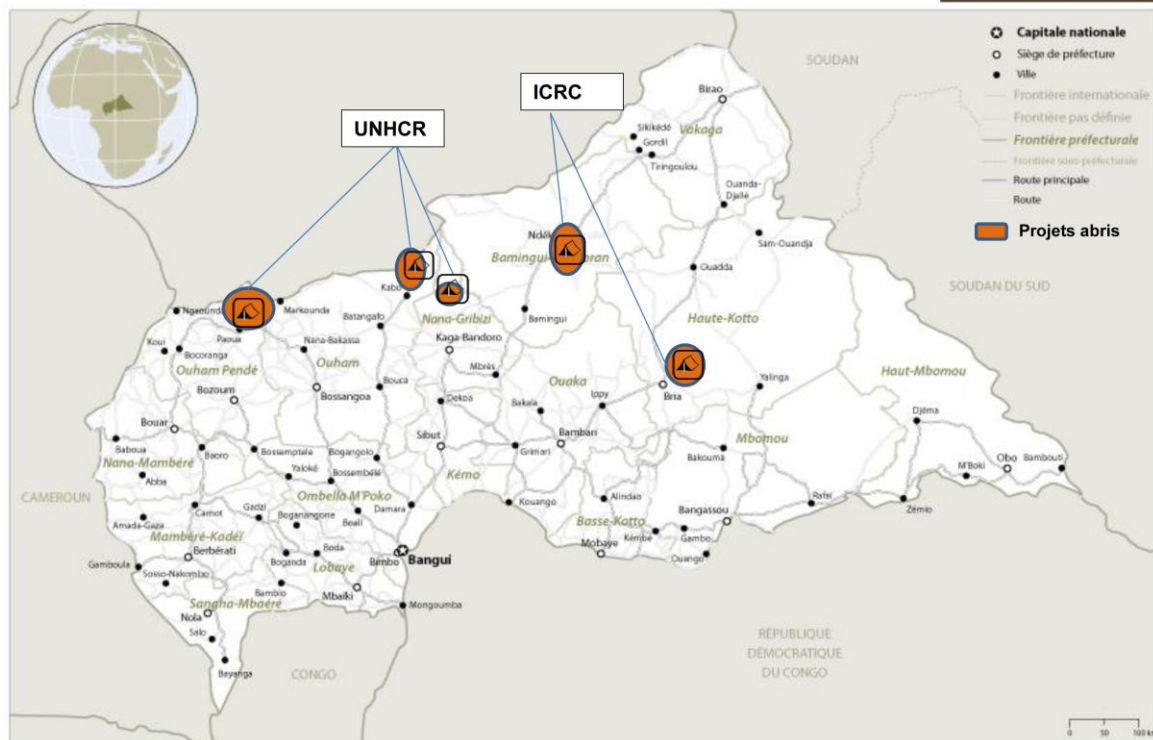 Capitale nationale
Siège de préfecture
Ville
Frontière internationale
Frontière pas définie
Frontière préfecturale
Frontière sous-préfecturale
Route principale
Route
Projets abris
SOUDAN
ICRC
UNHCR
Birao
Vakaga
Sikikédé
Gordil
Tiringoulou
Ouanda-
Djallé
Sam-Ouandja
Ouadda
SOUDAN DU SUD
Kabo
Markounda
Batangafo
Nana-Gribizi
Bamingui
Haute-Kotto
Paoua
Koui
Bocoranga
Nana-Bakassa
Kaga-Bandoro
Ouham Pendé
Ouham
Mbrès
Haut-Mbomou
Bozoum
Bossangoa
Bouca
Dekoa
Ouaka
Bakala
Ippy
Bria
Yalinga
Djéma
Bouar
Baboua
Baoro
Bossemptele
Bogangolo
Sibut
Grimari
Bambari
Mbomou
Bakouma
M'Boki
Obo
Bambouti
Nana-Mambéré
Abba
Yaloké
Bossembélé
Kémo
CAMEROUN
Ombella M'Poko
Carnot
Gadzi
Damara
Kouango
Alindao
Rafai
Zémio
Amada-Gaza
Boganangone
Boali
Basse-Kotto
Bangassou
Mambéré-Kadéï
Berbérati
Boda
Bimbo
Bangui
Mobaye
Kémbé
Gambo
Ouango
Gamboula
Sosso-Nakombo
Boganda
Lobaye
Bambio
Mbaïki
Mongoumba
Sangha-Mbaéré
Nola
Salo
Bayanga
CONGO
RÉPUBLIQUE
DÉMOCRATIQUE
DU CONGO
0 50 100